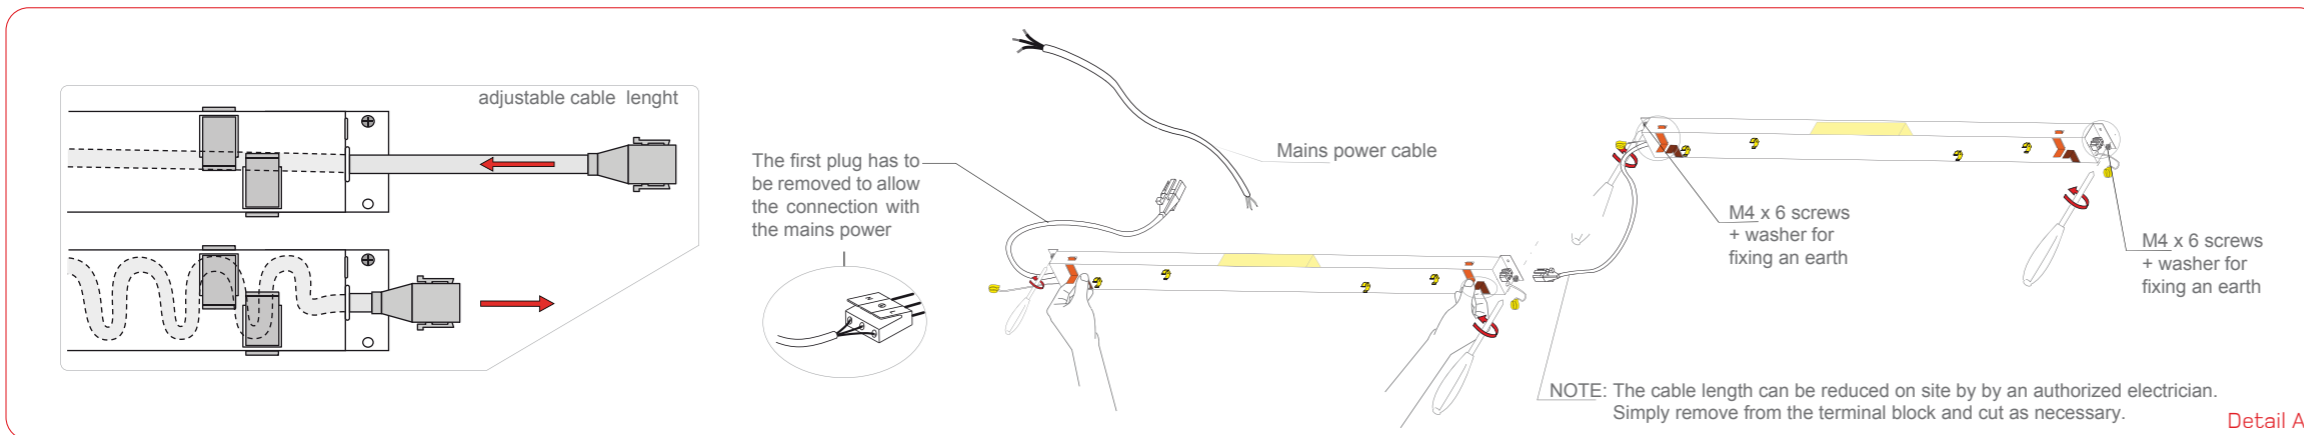 adjustable cable lenght
The first plug has to
be removed to allow
the connection with
the mains power
Mains power cable
M4 x 6 screws
+ washer for
fixing an earth
M4 x 6 screws
+ washer for
fixing an earth
NOTE: The cable length can be reduced on site by by an authorized electrician.
Simply remove from the terminal block and cut as necessary.
Detail A